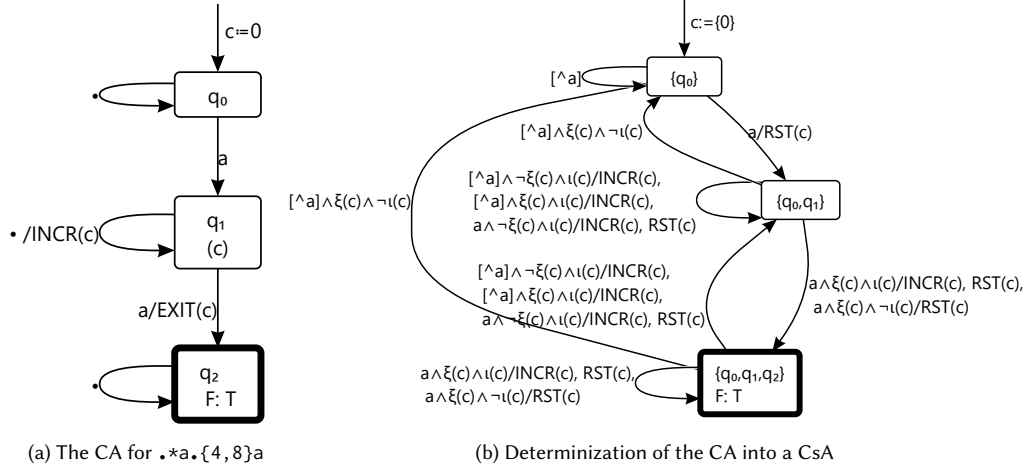 c:=0
•
q₀
a
• /INCR(c)
q₁
(c)
a/EXIT(c)
•
q₂
F: T
(a) The CA for .*a.{4,8}a
c:={0}
[^a]
{q₀}
[^a]∧ξ(c)∧¬ι(c)
a/RST(c)
[^a]∧¬ξ(c)∧ι(c)/INCR(c),
[^a]∧ξ(c)∧ι(c)/INCR(c),
a∧¬ξ(c)∧ι(c)/INCR(c), RST(c)
{q₀,q₁}
[^a]∧ξ(c)∧¬ι(c)
[^a]∧¬ξ(c)∧ι(c)/INCR(c),
[^a]∧ξ(c)∧ι(c)/INCR(c),
a∧¬ξ(c)∧ι(c)/INCR(c), RST(c)
a∧ξ(c)∧ι(c)/INCR(c), RST(c),
a∧ξ(c)∧¬ι(c)/RST(c)
a∧ξ(c)∧ι(c)/INCR(c), RST(c),
a∧ξ(c)∧¬ι(c)/RST(c)
{q₀,q₁,q₂}
F: T
(b) Determinization of the CA into a CsA